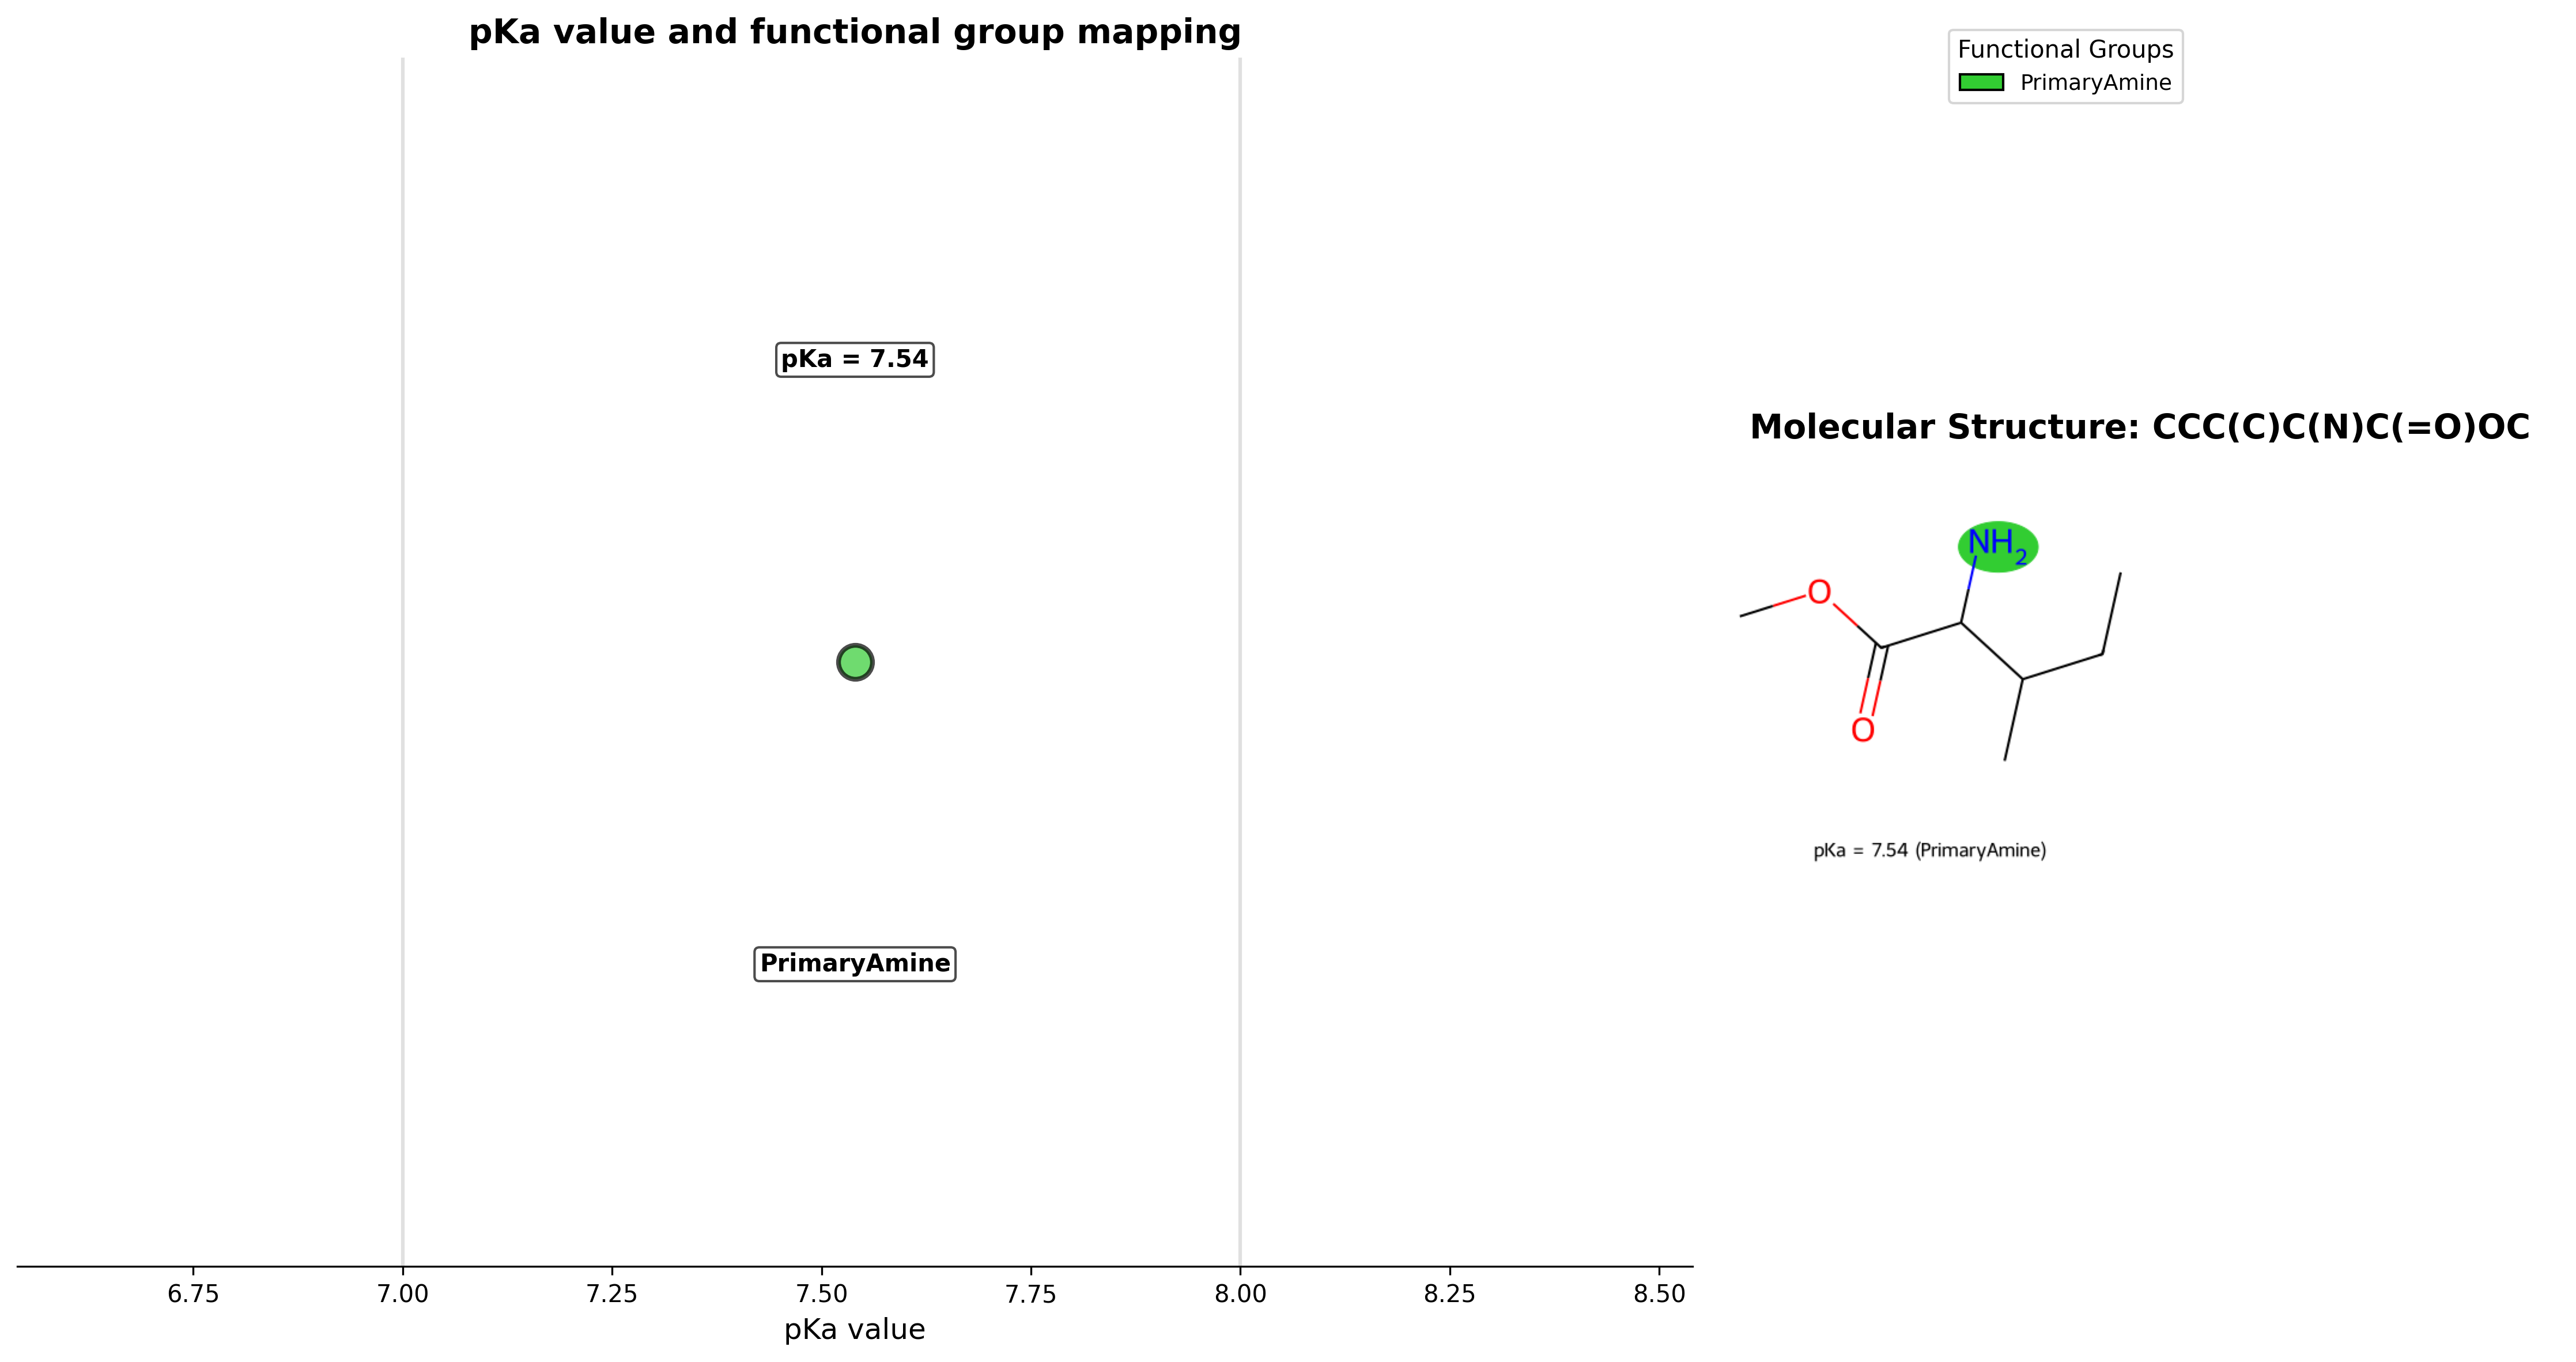 pKa value and functional group mapping
Functional Groups
PrimaryAmine
pKa = 7.54
Molecular Structure: CCC(C)C(N)C(=O)OC
NH2
O
O
pKa = 7.54 (PrimaryAmine)
PrimaryAmine
6.75 7.00 7.25 7.50 7.75 8.00 8.25 8.50
pKa value